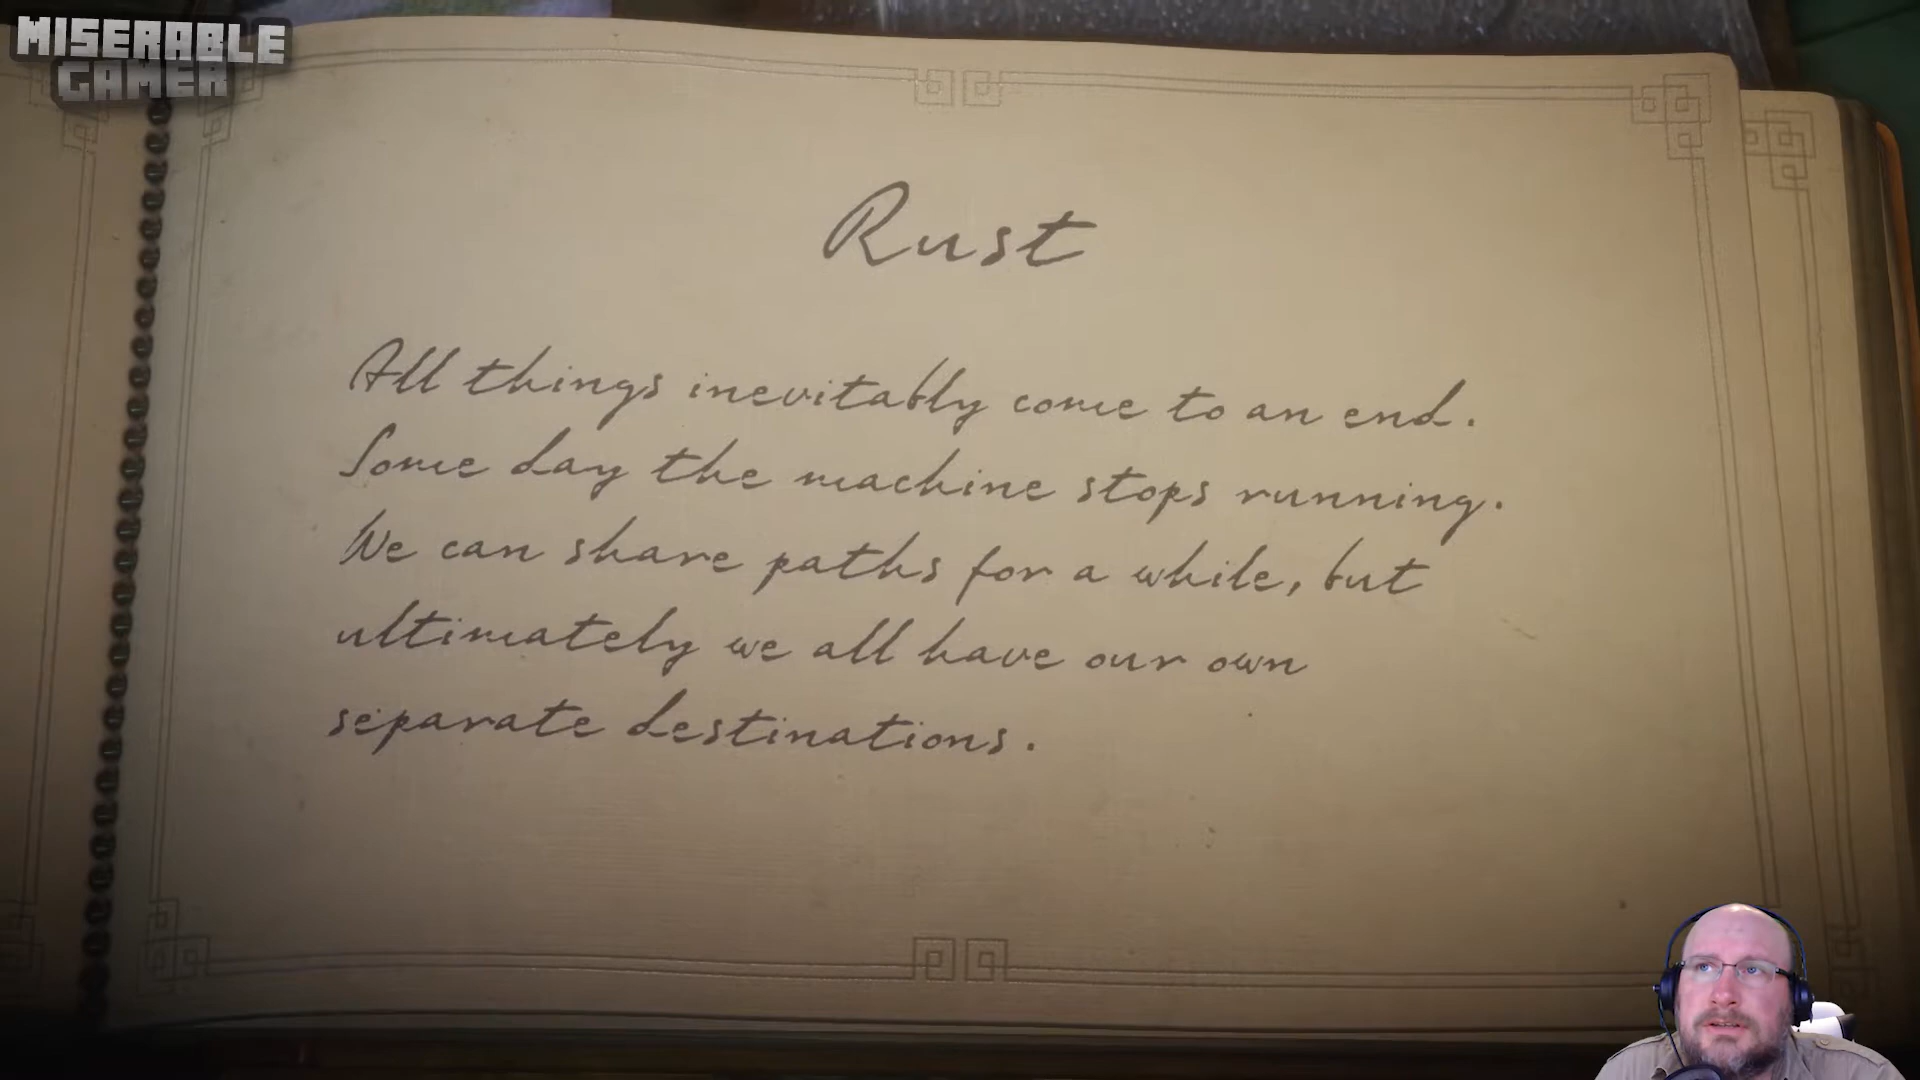 MISERABLE
GAMER
Rust
All things inevitably come to an end.
Some day the machine stops running.
We can share paths for a while, but
ultimately we all have our own
separate destinations.